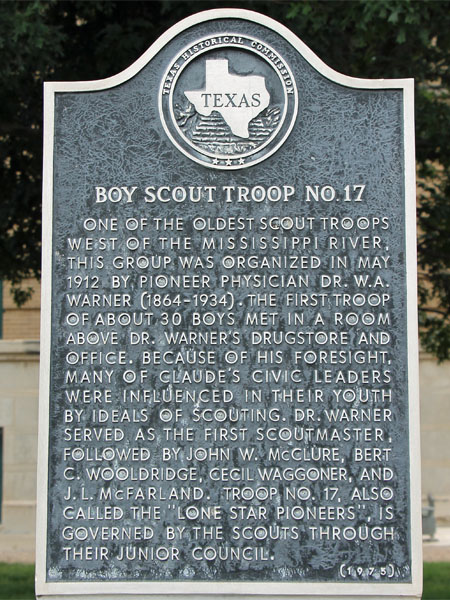 TEXAS HISTORICAL COMMISSION
TEXAS
BOY SCOUT TROOP NO. 17
ONE OF THE OLDEST SCOUT TROOPS
WEST OF THE MISSISSIPPI RIVER,
THIS GROUP WAS ORGANIZED IN MAY
1912 BY PIONEER PHYSICIAN DR. W.A.
WARNER (1864-1934). THE FIRST TROOP
OF ABOUT 30 BOYS MET IN A ROOM
ABOVE DR. WARNER'S DRUGSTORE AND
OFFICE. BECAUSE OF HIS FORESIGHT,
MANY OF CLAUDE'S CIVIC LEADERS
WERE INFLUENCED IN THEIR YOUTH
BY IDEALS OF SCOUTING. DR. WARNER
SERVED AS THE FIRST SCOUTMASTER,
FOLLOWED BY JOHN W. McCLURE, BERT
C. WOOLDRIDGE, CECIL WAGGONER, AND
J. L. McFARLAND. TROOP NO. 17, ALSO
CALLED THE "LONE STAR PIONEERS", IS
GOVERNED BY THE SCOUTS THROUGH
THEIR JUNIOR COUNCIL.
(1975)